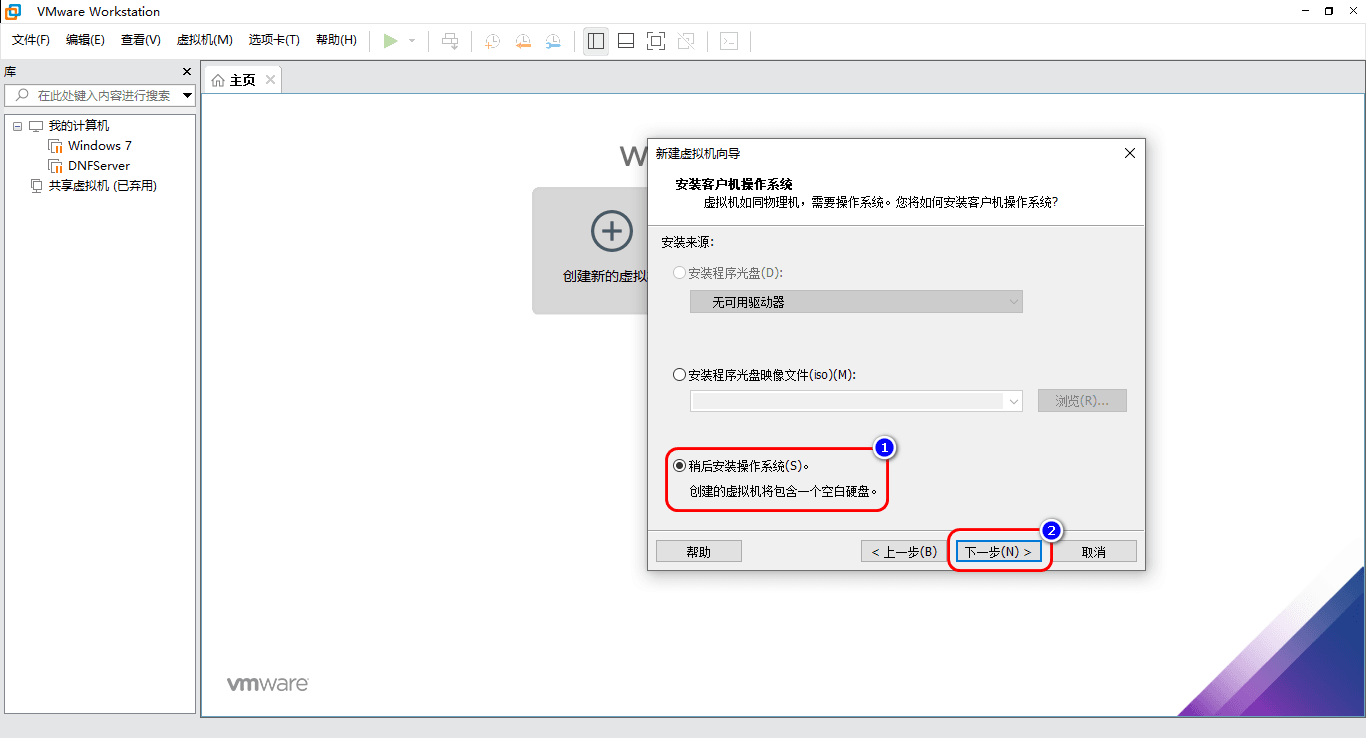 VMware Workstation
文件(F) 编辑(E) 查看(V) 虚拟机(M) 选项卡(T) 帮助(H)
库
在此处键入内容进行搜索
我的计算机
Windows 7
DNFServer
共享虚拟机 (已弃用)
主页
W
创建新的虚拟
新建虚拟机向导
安装客户机操作系统
虚拟机如同物理机，需要操作系统。您将如何安装客户机操作系统?
安装来源:
安装程序光盘(D):
无可用驱动器
安装程序光盘映像文件(iso)(M):
浏览(R)...
1
稍后安装操作系统(S)。
创建的虚拟机将包含一个空白硬盘。
2
帮助 < 上一步(B) 下一步(N) > 取消
vmware